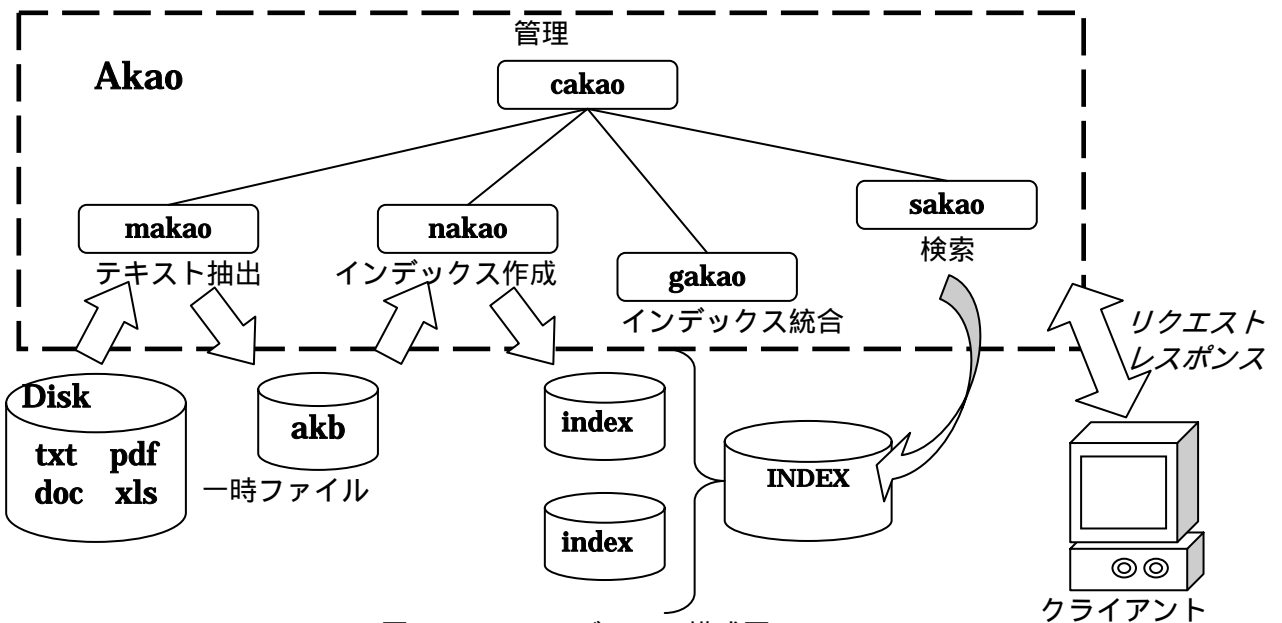 管理
Akao
cakao
makao
nakao
sakao
テキスト抽出
インデックス作成
gakao
検索
インデックス統合
リクエスト
レスポンス
Disk
txt pdf
doc xls
akb
一時ファイル
index
index
INDEX
クライアント